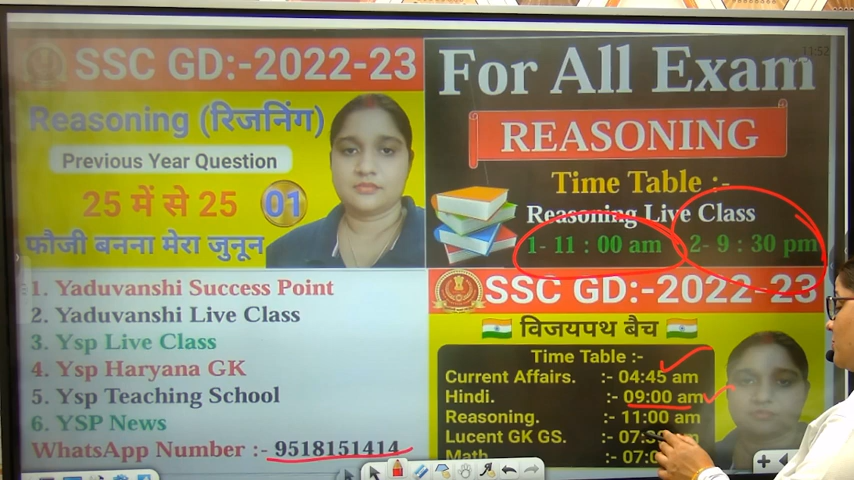 SSC GD:-2022-23
Reasoning (रिजनिंग)
Previous Year Question
25 में से 25 01
फौजी बनना मेरा जुनून
For All Exam
11:52
REASONING
Time Table :-
Reasoning Live Class
1- 11 : 00 am 2- 9 : 30 pm
1. Yaduvanshi Success Point
2. Yaduvanshi Live Class
3. Ysp Live Class
4. Ysp Haryana GK
5. Ysp Teaching School
6. YSP News
WhatsApp Number :- 9518151414
SSC GD:-2022-23
विजयपथ बैच
Time Table :-
Current Affairs. :- 04:45 am
Hindi. :- 09:00 am
Reasoning. :- 11:00 am
Lucent GK GS. :-
Math :-